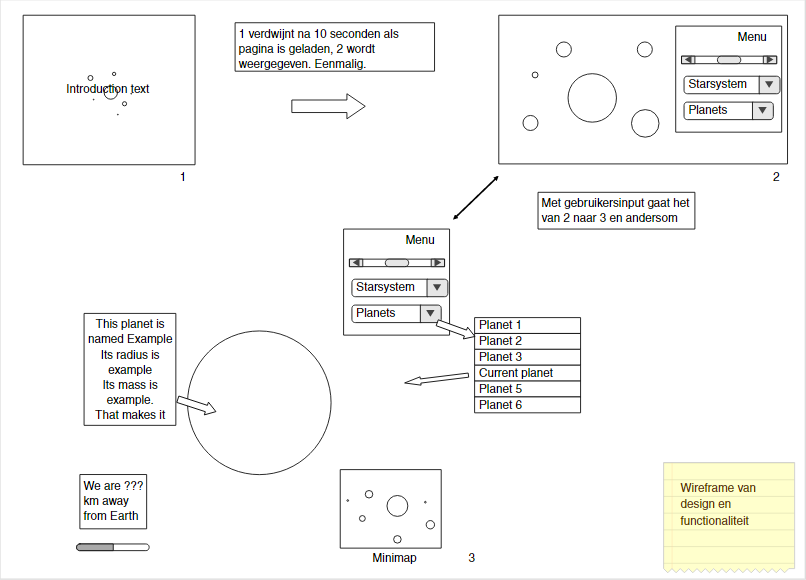 Introduction text
1
1 verdwijnt na 10 seconden als
pagina is geladen, 2 wordt
weergegeven. Eenmalig.
Menu
Starsystem
Planets
2
Met gebruikersinput gaat het
van 2 naar 3 en andersom
Menu
Starsystem
Planets
Planet 1
Planet 2
Planet 3
Current planet
Planet 5
Planet 6
This planet is
named Example
Its radius is
example
Its mass is
example.
That makes it
We are ???
km away
from Earth
Minimap
3
Wireframe van
design en
functionaliteit